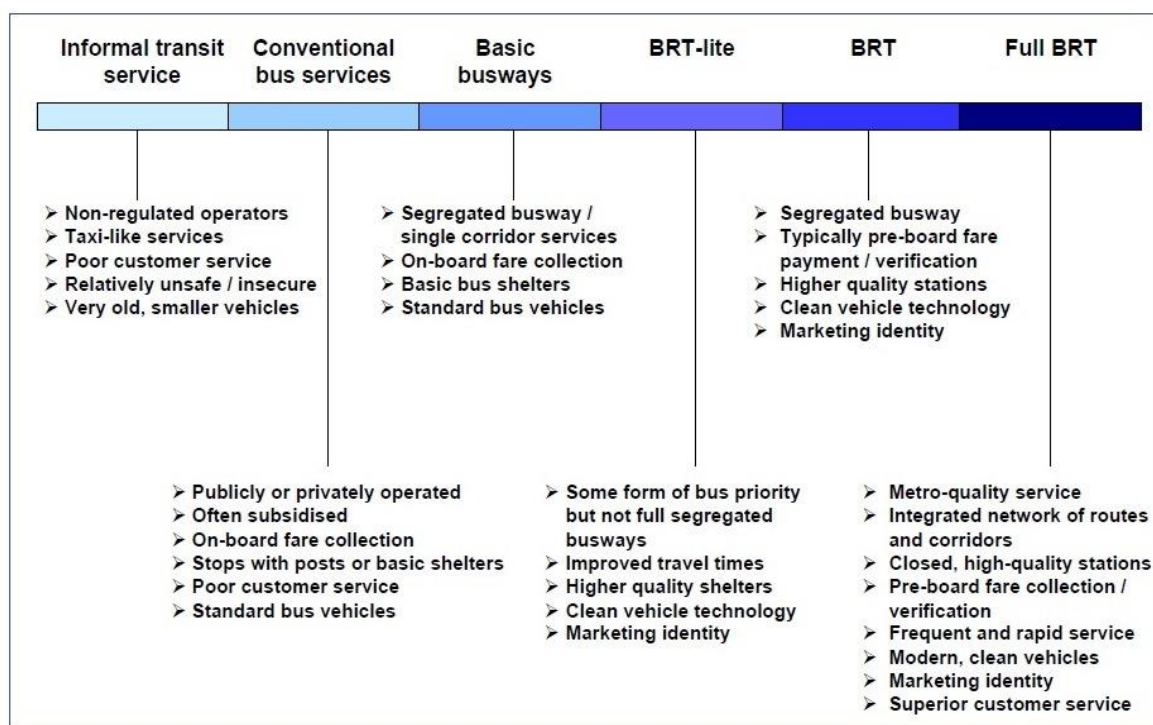 Informal transit
service
Conventional
bus services
Basic
busways
BRT-lite
BRT
Full BRT
➢ Non-regulated operators
➢ Taxi-like services
➢ Poor customer service
➢ Relatively unsafe / insecure
➢ Very old, smaller vehicles
➢ Segregated busway /
single corridor services
➢ On-board fare collection
➢ Basic bus shelters
➢ Standard bus vehicles
➢ Segregated busway
➢ Typically pre-board fare
payment / verification
➢ Higher quality stations
➢ Clean vehicle technology
➢ Marketing identity
➢ Publicly or privately operated
➢ Often subsidised
➢ On-board fare collection
➢ Stops with posts or basic shelters
➢ Poor customer service
➢ Standard bus vehicles
➢ Some form of bus priority
but not full segregated
busways
➢ Improved travel times
➢ Higher quality shelters
➢ Clean vehicle technology
➢ Marketing identity
➢ Metro-quality service
➢ Integrated network of routes
and corridors
➢ Closed, high-quality stations
➢ Pre-board fare collection /
verification
➢ Frequent and rapid service
➢ Modern, clean vehicles
➢ Marketing identity
➢ Superior customer service